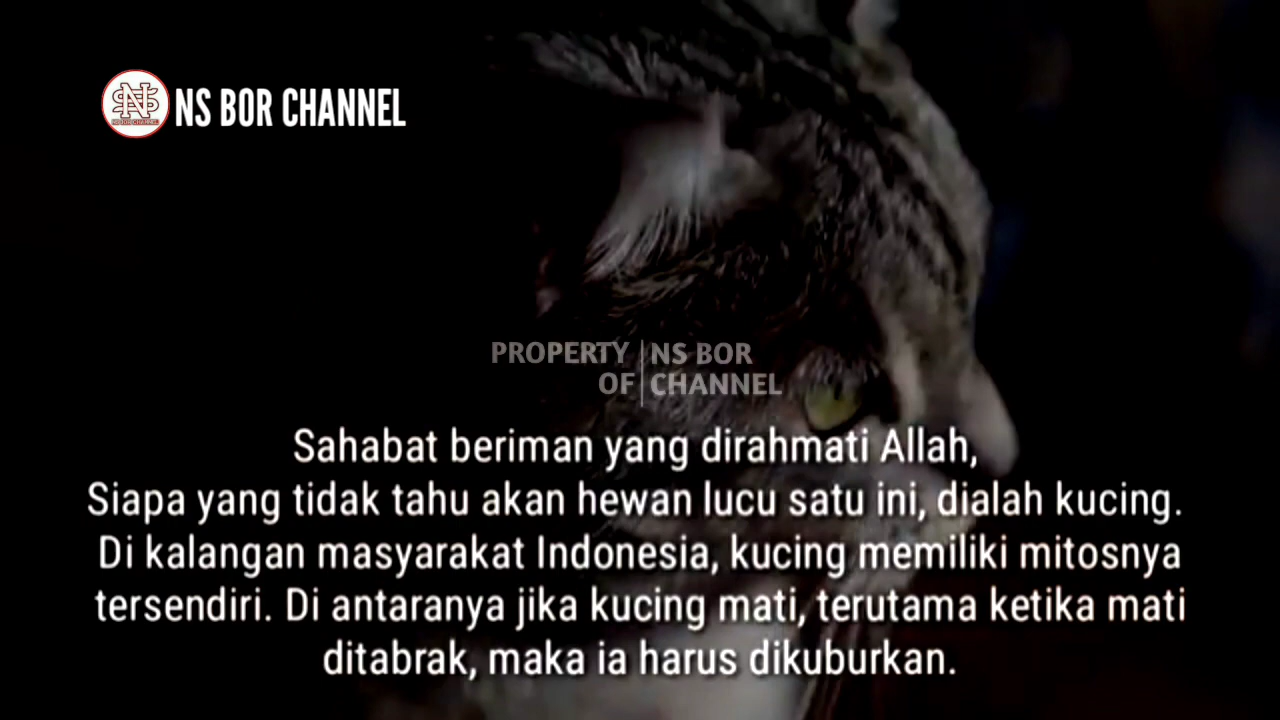 NS BOR CHANNEL
PROPERTY OF NS BOR CHANNEL
Sahabat beriman yang dirahmati Allah,
Siapa yang tidak tahu akan hewan lucu satu ini, dialah kucing.
Di kalangan masyarakat Indonesia, kucing memiliki mitosnya
tersendiri. Di antaranya jika kucing mati, terutama ketika mati
ditabrak, maka ia harus dikuburkan.